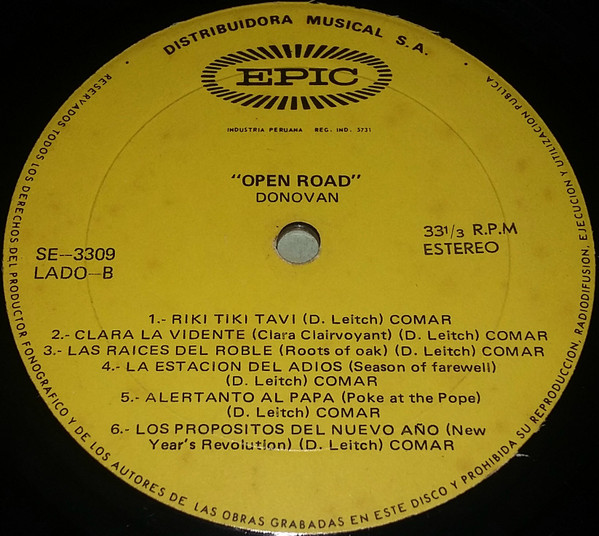 DISTRIBUIDORA MUSICAL S.A.
EPIC
INDUSTRIA PERUANA REG. IND. 3731
"OPEN ROAD"
DONOVAN
SE--3309
LADO--B
33 1/3 R.P.M
ESTEREO
1.- RIKI TIKI TAVI (D. Leitch) COMAR
2.- CLARA LA VIDENTE (Clara Clairvoyant) (D. Leitch) COMAR
3.- LAS RAICES DEL ROBLE (Roots of oak) (D. Leitch) COMAR
4.- LA ESTACION DEL ADIOS (Season of farewell)
(D. Leitch) COMAR
5.- ALERTANTO AL PAPA (Poke at the Pope)
(D. Leitch) COMAR
6.- LOS PROPOSITOS DEL NUEVO AÑO (New
Year's Revolution) (D. Leitch) COMAR
RESERVADOS TODOS LOS DERECHOS DEL PRODUCTOR FONOGRAFICO Y DE LOS AUTORES DE LAS OBRAS GRABADAS EN ESTE DISCO Y PROHIBIDA SU REPRODUCCION, RADIODIFUSION, EJECUCION Y UTILIZACION PUBLICA